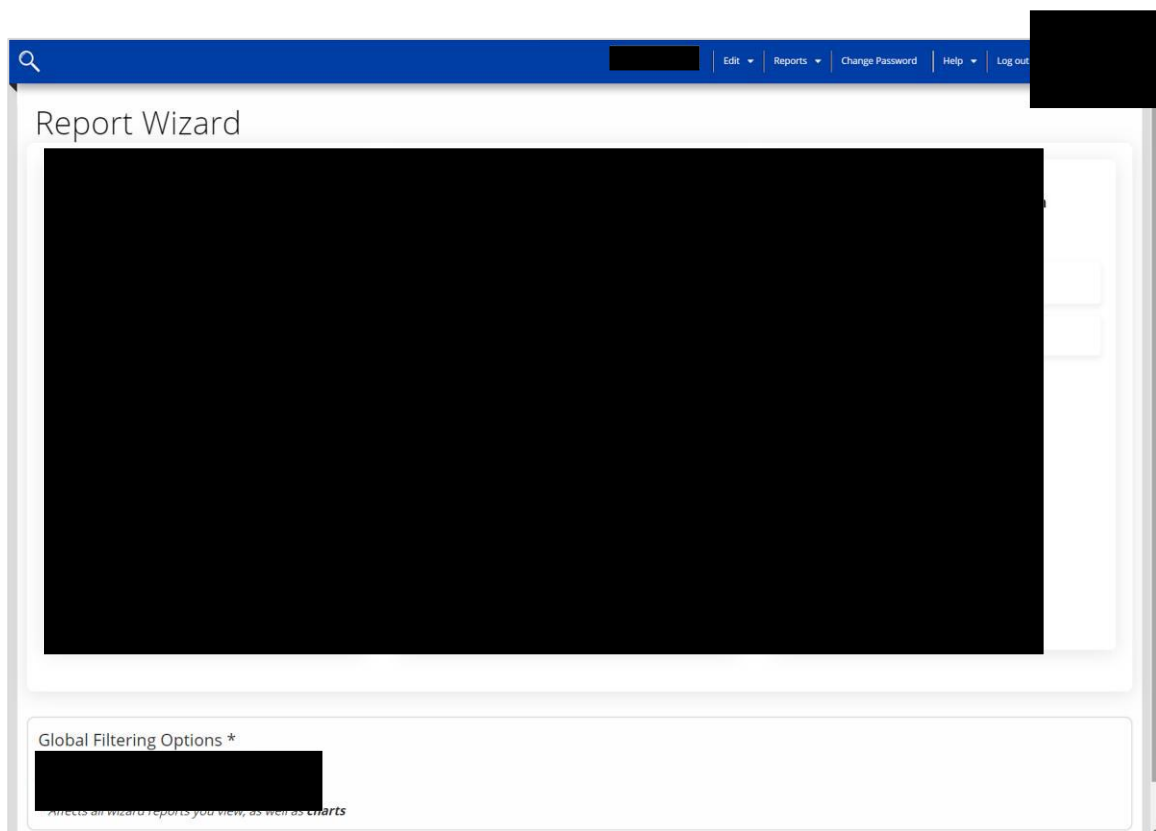 Edit Reports Change Password Help Log out
Report Wizard
Global Filtering Options *
Affects all wizard reports you view, as well as charts